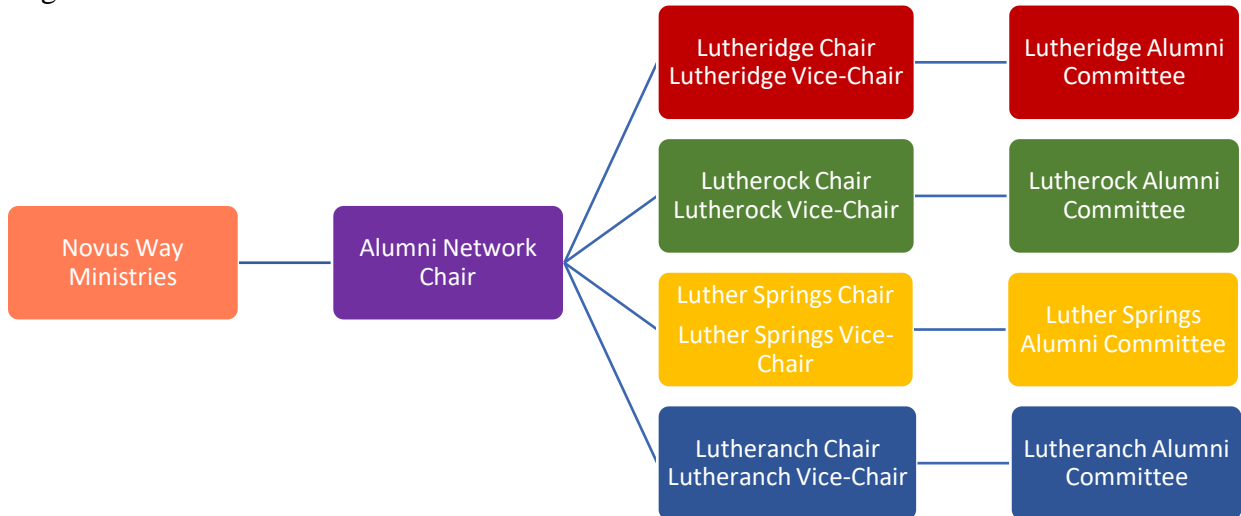 Novus Way
Ministries
Alumni Network
Chair
Lutheridge Chair
Lutheridge Vice-Chair
Lutheridge Alumni
Committee
Lutherock Chair
Lutherock Vice-Chair
Lutherock Alumni
Committee
Luther Springs Chair
Luther Springs Vice-
Chair
Luther Springs
Alumni Committee
Lutheranch Chair
Lutheranch Vice-Chair
Lutheranch Alumni
Committee